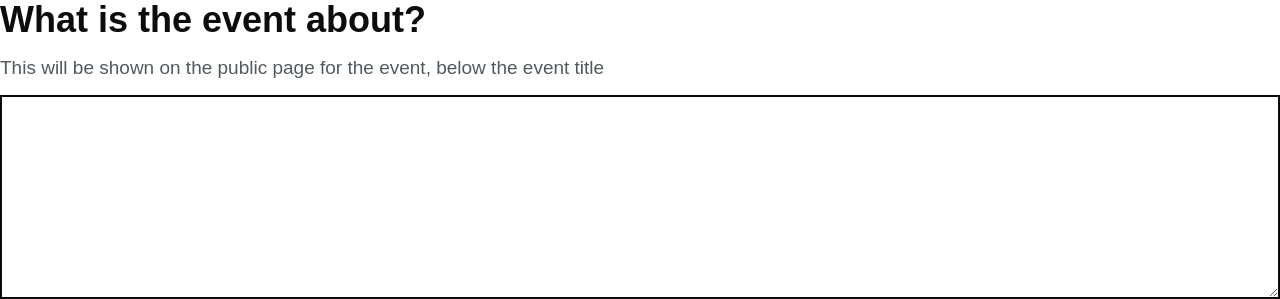 What is the event about?
This will be shown on the public page for the event, below the event title